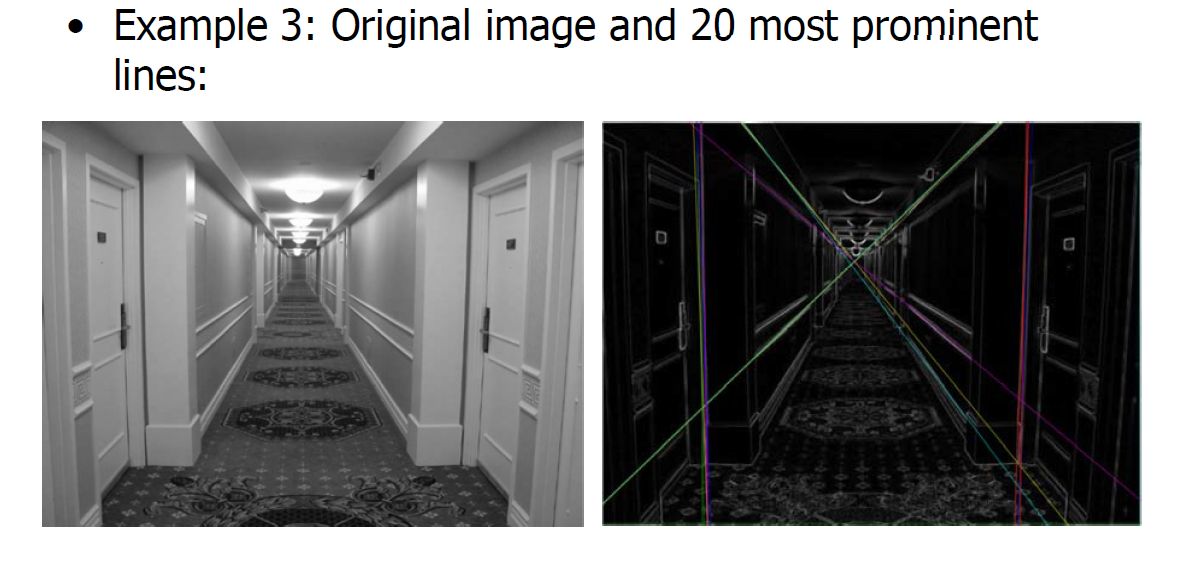 • Example 3: Original image and 20 most prominent
lines: